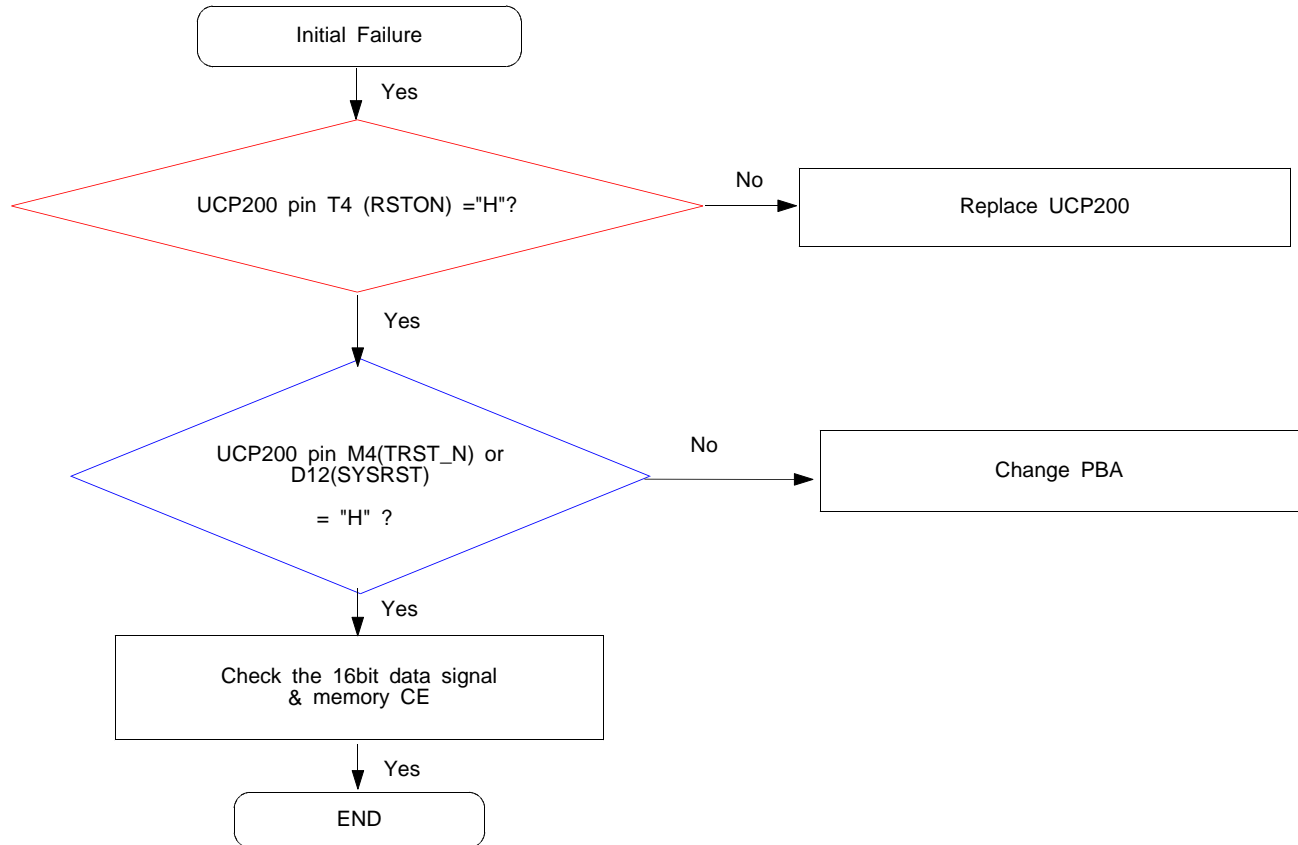 Initial Failure
Yes
UCP200 pin T4 (RSTON) ="H"?
No
Replace UCP200
Yes
UCP200 pin M4(TRST_N) or
D12(SYSRST)
= "H" ?
No
Change PBA
Yes
Check the 16bit data signal
& memory CE
Yes
END